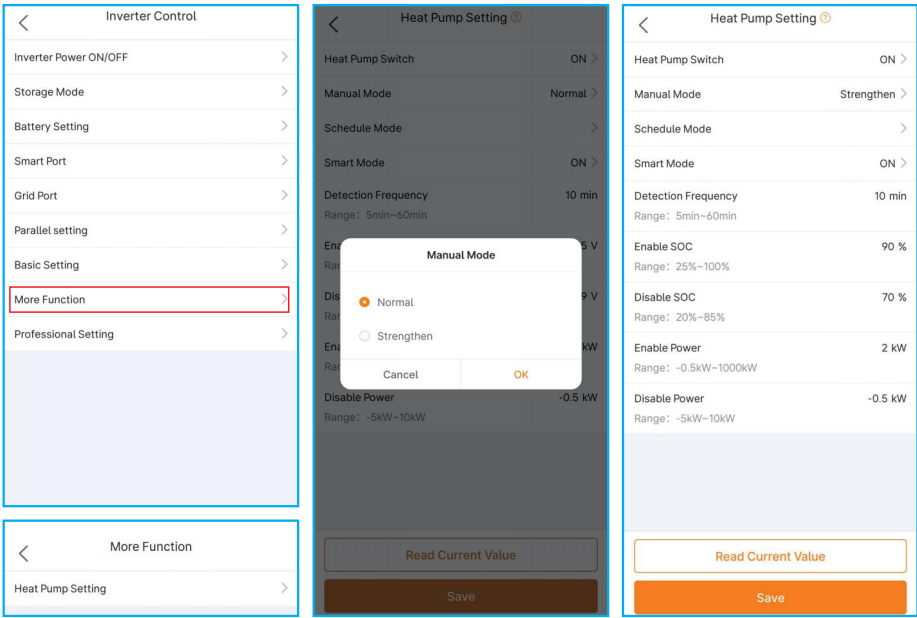 Inverter Control
Inverter Power ON/OFF
Storage Mode
Battery Setting
Smart Port
Grid Port
Parallel setting
Basic Setting
More Function
Professional Setting
More Function
Heat Pump Setting
Heat Pump Setting ?
Heat Pump Switch ON
Manual Mode Normal
Schedule Mode
Smart Mode ON
Detection Frequency 10 min
Range: 5min~60min
Manual Mode
Normal
Strengthen
Cancel OK
kW
Disable Power -0.5 kW
Range: -5kW~10kW
Read Current Value
Save
Heat Pump Setting ?
Heat Pump Switch ON
Manual Mode Strengthen
Schedule Mode
Smart Mode ON
Detection Frequency 10 min
Range: 5min~60min
Enable SOC 90 %
Range: 25%~100%
Disable SOC 70 %
Range: 20%~85%
Enable Power 2 kW
Range: -0.5kW~1000kW
Disable Power -0.5 kW
Range: -5kW~10kW
Read Current Value
Save